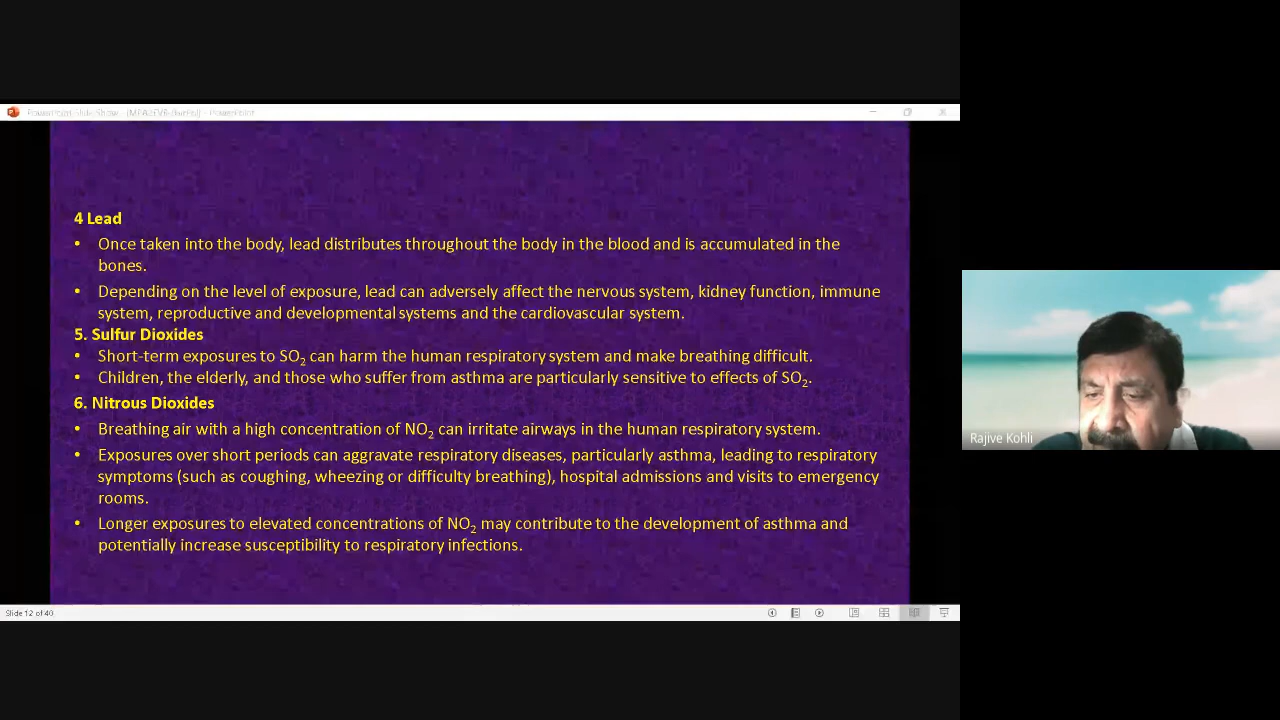 PowerPoint Slide Show - - PowerPoint
4 Lead
• Once taken into the body, lead distributes throughout the body in the blood and is accumulated in the
bones.
• Depending on the level of exposure, lead can adversely affect the nervous system, kidney function, immune
system, reproductive and developmental systems and the cardiovascular system.
5. Sulfur Dioxides
• Short-term exposures to SO₂ can harm the human respiratory system and make breathing difficult.
• Children, the elderly, and those who suffer from asthma are particularly sensitive to effects of SO₂.
6. Nitrous Dioxides
• Breathing air with a high concentration of NO₂ can irritate airways in the human respiratory system.
• Exposures over short periods can aggravate respiratory diseases, particularly asthma, leading to respiratory
symptoms (such as coughing, wheezing or difficulty breathing), hospital admissions and visits to emergency
rooms.
• Longer exposures to elevated concentrations of NO₂ may contribute to the development of asthma and
potentially increase susceptibility to respiratory infections.
Rajive Kohli
Slide 12 of 40